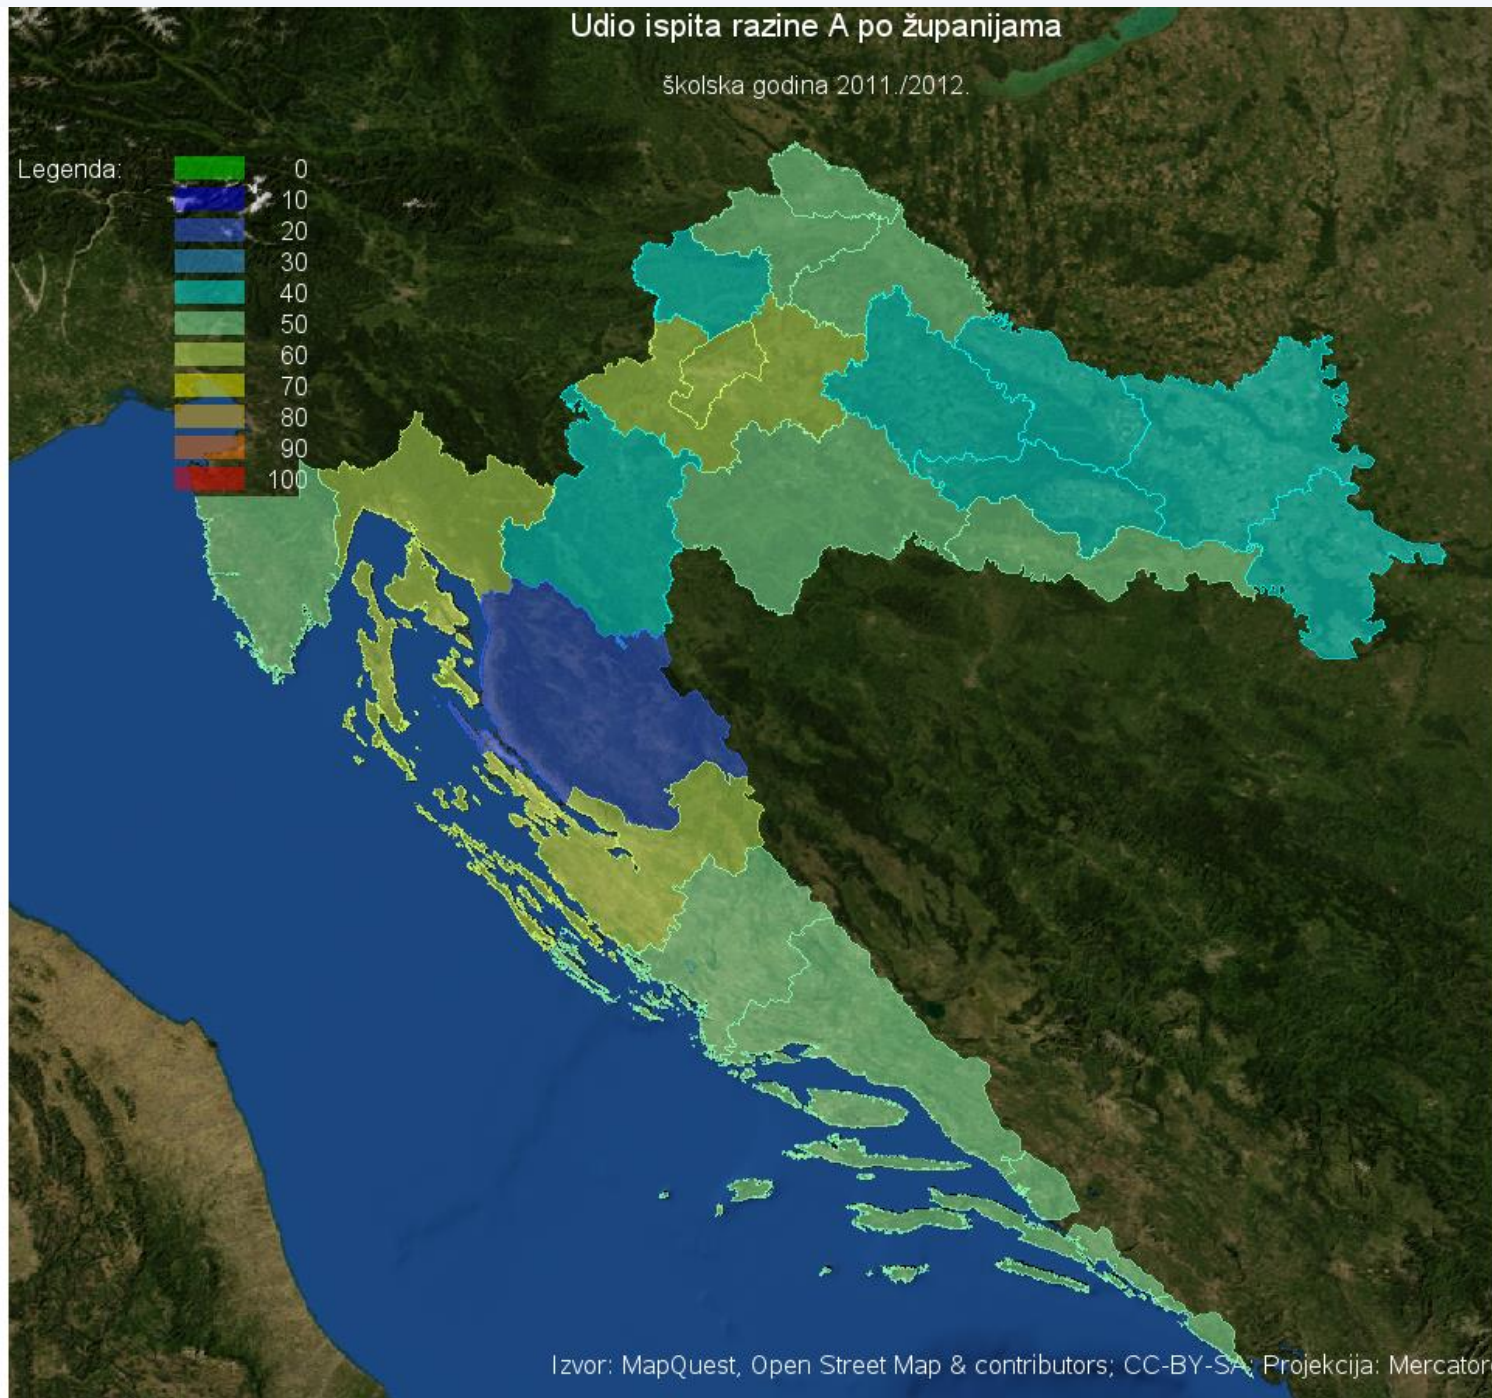 Udio ispita razine A po županijama
školska godina 2011./2012.
Legenda:
0
10
20
30
40
50
60
70
80
90
100
Izvor: MapQuest, Open Street Map & contributors; CC-BY-SA; Projekcija: Mercator